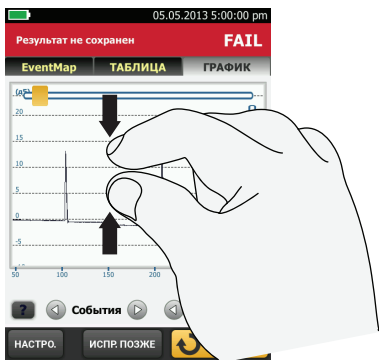 05.05.2013 5:00:00 pm
Результат не сохранен FAIL
EventMap ТАБЛИЦА ГРАФИК
20
15
10
5
0
-5
50 100 150 200
? События
НАСТРО. ИСПР. ПОЗЖЕ